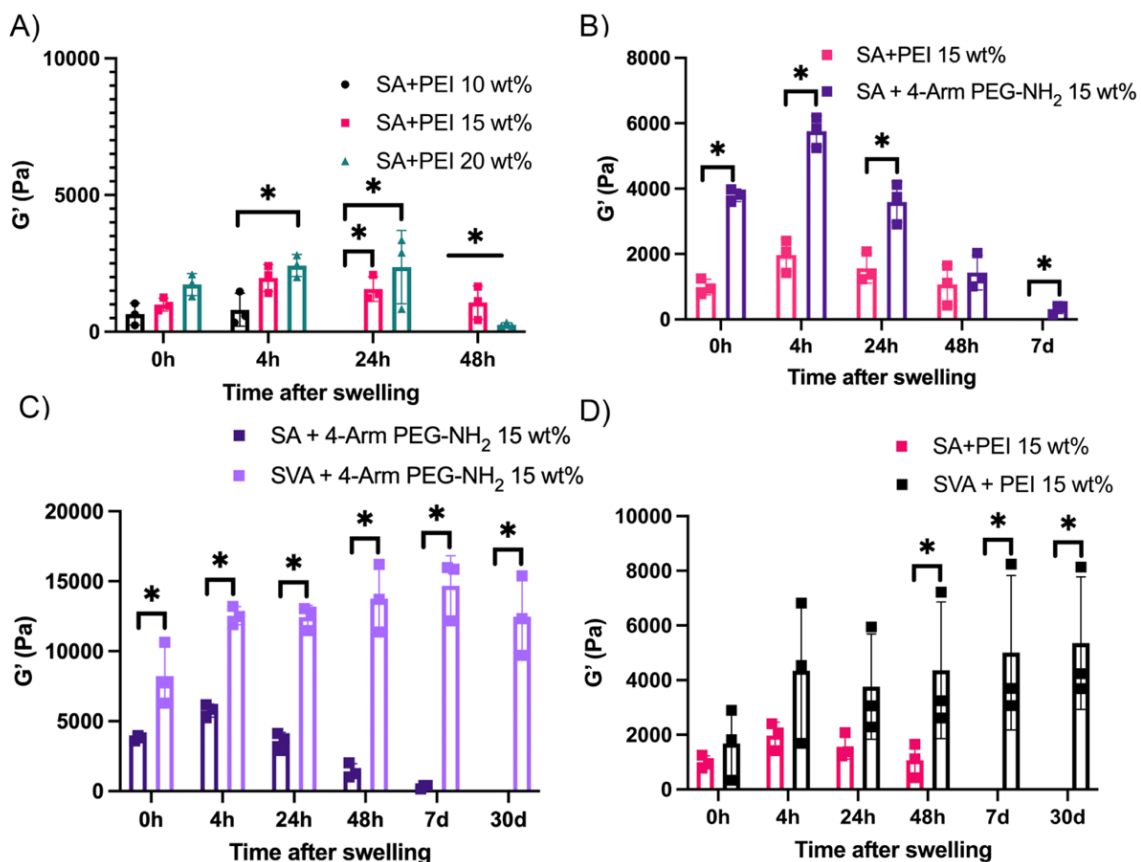 A)
10000
5000
0
G' (Pa)
SA+PEI 10 wt%
SA+PEI 15 wt%
SA+PEI 20 wt%
*
*
*
*
0h 4h 24h 48h
Time after swelling
B)
8000
6000
4000
2000
0
G' (Pa)
SA+PEI 15 wt%
SA + 4-Arm PEG-NH₂ 15 wt%
*
*
*
*
0h 4h 24h 48h 7d
Time after swelling
C)
SA + 4-Arm PEG-NH₂ 15 wt%
SVA + 4-Arm PEG-NH₂ 15 wt%
20000
15000
10000
5000
0
G' (Pa)
*
*
*
*
*
*
0h 4h 24h 48h 7d 30d
Time after swelling
D)
SA+PEI 15 wt%
SVA + PEI 15 wt%
10000
8000
6000
4000
2000
0
G' (Pa)
*
*
*
0h 4h 24h 48h 7d 30d
Time after swelling